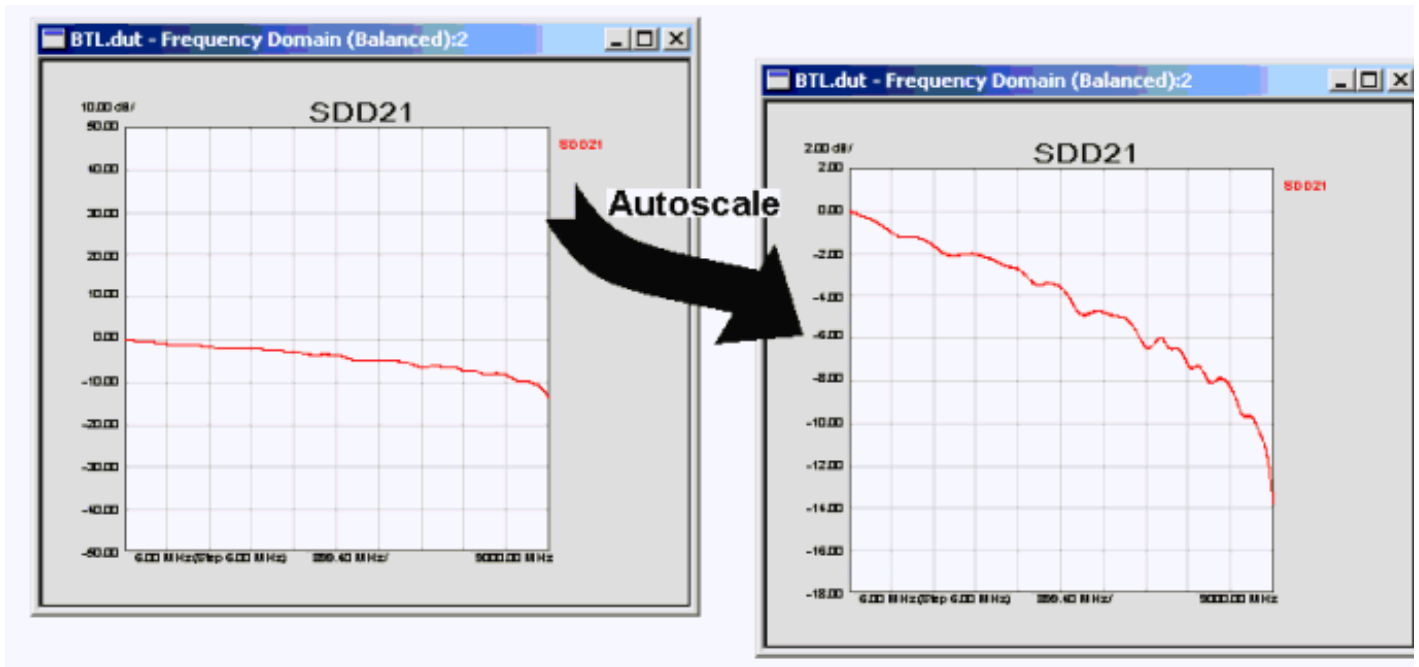 BTL.dut - Frequency Domain (Balanced):2
10.00 dB/
SDD21
50.00
SDD21
40.00
30.00
20.00
10.00
0.00
-10.00
-20.00
-30.00
-40.00
-50.00
6.00 MHz(Step 6.00 MHz)
899.40 MHz/
9000.00 MHz
Autoscale
BTL.dut - Frequency Domain (Balanced):2
2.00 dB/
SDD21
2.00
SDD21
0.00
-2.00
-4.00
-6.00
-8.00
-10.00
-12.00
-14.00
-16.00
-18.00
6.00 MHz(Step 6.00 MHz)
899.40 MHz/
9000.00 MHz